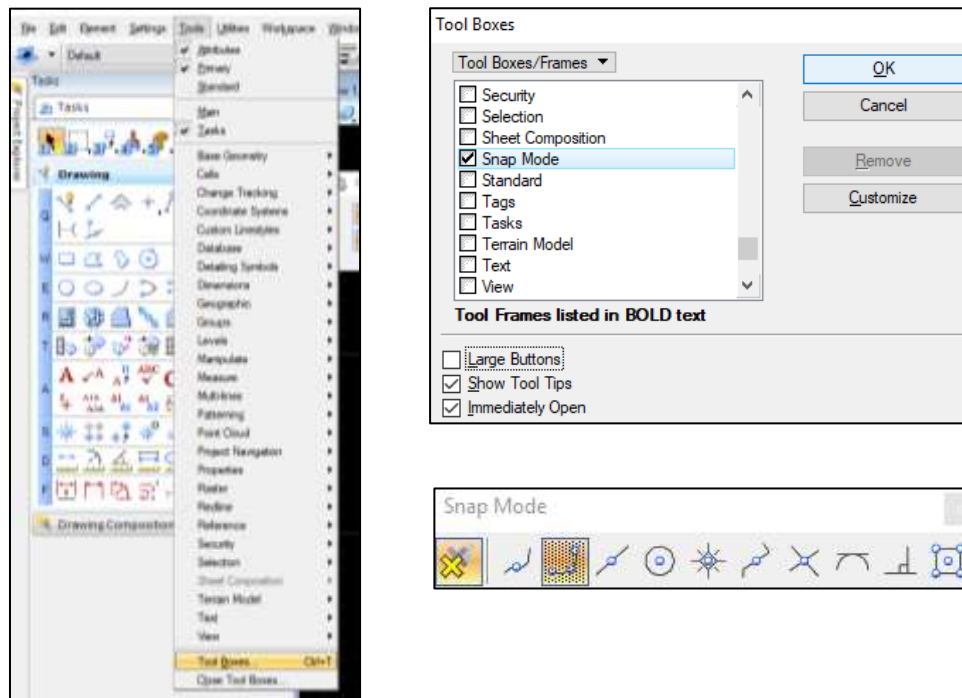 File Edit Element Settings Tools Utilities Workspace Window
Default
Attributes
Primary
Standard
Main
Tasks
Base Geometry
Cells
Change Tracking
Coordinate Systems
Custom Linestyles
Database
Detailing Symbols
Dimensions
Geographic
Groups
Levels
Manipulate
Measure
Multi-lines
Patterning
Point Cloud
Project Navigation
Properties
Raster
Redline
Reference
Security
Selection
Sheet Composition
Terrain Model
Text
View
Tool Boxes... Ctrl+T
Close Tool Boxes...
Tasks
Tasks
Project Explorer
Drawing
Q
W
E
R
T
A
S
D
F
Drawing Composition
Tool Boxes
Tool Boxes/Frames
Security
Selection
Sheet Composition
Snap Mode
Standard
Tags
Tasks
Terrain Model
Text
View
Tool Frames listed in BOLD text
Large Buttons
Show Tool Tips
Immediately Open
OK
Cancel
Remove
Customize
Snap Mode